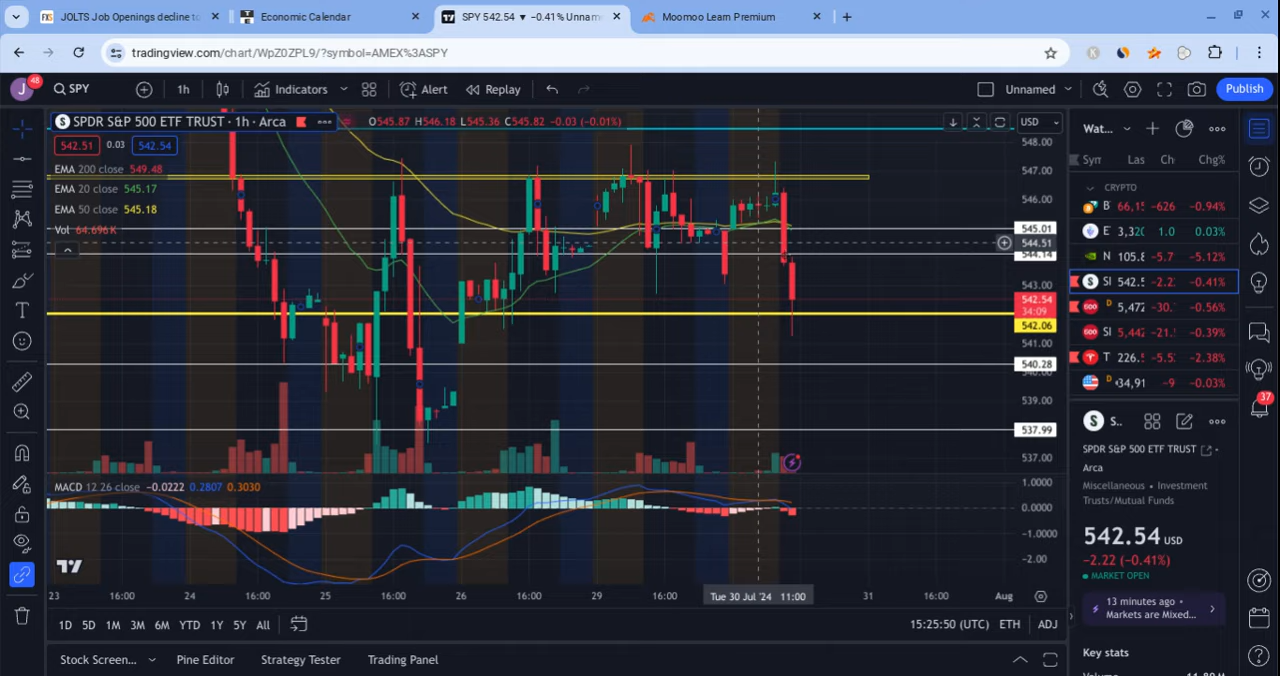 JOLTS Job Openings decline to
Economic Calendar
SPY 542.54 ▼ −0.41% Unnam
Moomoo Learn Premium
tradingview.com/chart/WpZ0ZPL9/?symbol=AMEX%3ASPY
J 48
SPY
1h
Indicators
Alert
Replay
Unnamed
Publish
SPDR S&P 500 ETF TRUST · 1h · Arca
O545.87 H546.18 L545.36 C545.82 −0.03 (−0.01%)
USD
542.51 0.03 542.54
EMA 200 close 549.48
EMA 20 close 545.17
EMA 50 close 545.18
Vol 64.696K
548.00
547.00
546.00
545.01
544.51
544.14
543.00
542.54
34:09
542.06
541.00
540.28
540.00
539.00
537.99
537.00
MACD 12 26 close −0.0222 0.2807 0.3030
1.0000
0.0000
−1.0000
−2.00
23 16:00 24 16:00 25 16:00 26 16:00 29 16:00 Tue 30 Jul '24 11:00 31 16:00 Aug
1D 5D 1M 3M 6M YTD 1Y 5Y All
15:25:50 (UTC) ETH ADJ
Stock Screen... Pine Editor Strategy Tester Trading Panel
Wat...
Syn Las Ch Chg%
CRYPTO
B 66,15 −626 −0.94%
E 3,320 1.0 0.03%
N 105.8 −5.7 −5.12%
SI 542.5 −2.2 −0.41%
500 D 5,472 −30. −0.56%
500 SI 5,442 −21. −0.39%
T 226. −5.5 −2.38%
D 34,91 −9 −0.03%
37
S S..
SPDR S&P 500 ETF TRUST
Arca
Miscellaneous • Investment
Trusts/Mutual Funds
542.54 USD
−2.22 (−0.41%)
MARKET OPEN
13 minutes ago •
Markets are Mixed...
Key stats